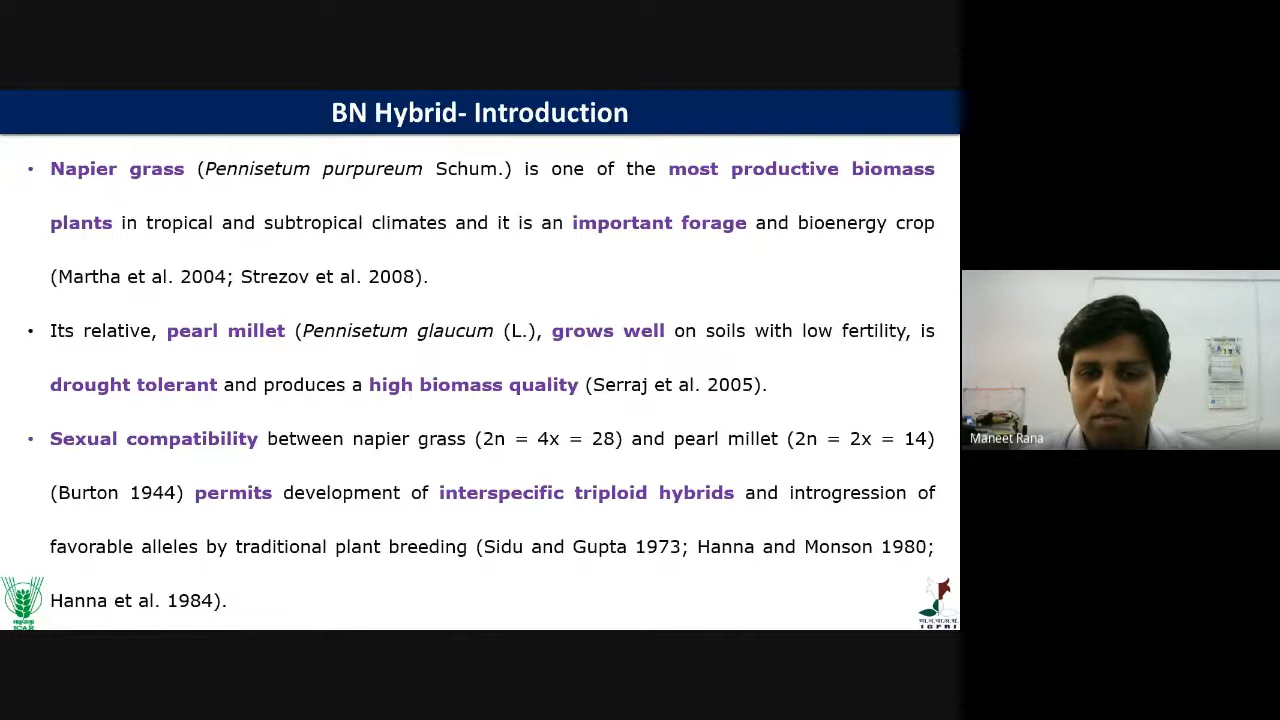 BN Hybrid- Introduction
• Napier grass (Pennisetum purpureum Schum.) is one of the most productive biomass
plants in tropical and subtropical climates and it is an important forage and bioenergy crop
(Martha et al. 2004; Strezov et al. 2008).
• Its relative, pearl millet (Pennisetum glaucum (L.), grows well on soils with low fertility, is
drought tolerant and produces a high biomass quality (Serraj et al. 2005).
• Sexual compatibility between napier grass (2n = 4x = 28) and pearl millet (2n = 2x = 14)
(Burton 1944) permits development of interspecific triploid hybrids and introgression of
favorable alleles by traditional plant breeding (Sidu and Gupta 1973; Hanna and Monson 1980;
Hanna et al. 1984).
ICAR
IGFRI
Maneet Rana